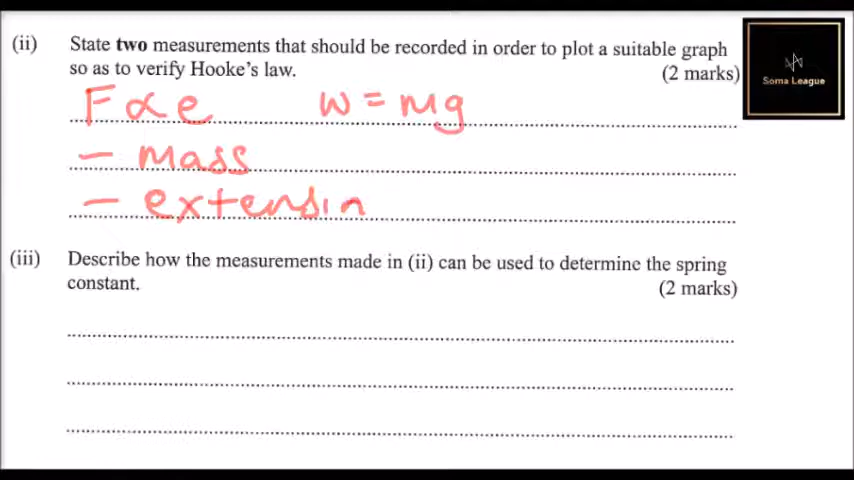 (ii) State two measurements that should be recorded in order to plot a suitable graph
so as to verify Hooke's law. (2 marks)
Soma League
F ∝ e w = mg
- mass
- extensin
(iii) Describe how the measurements made in (ii) can be used to determine the spring
constant. (2 marks)